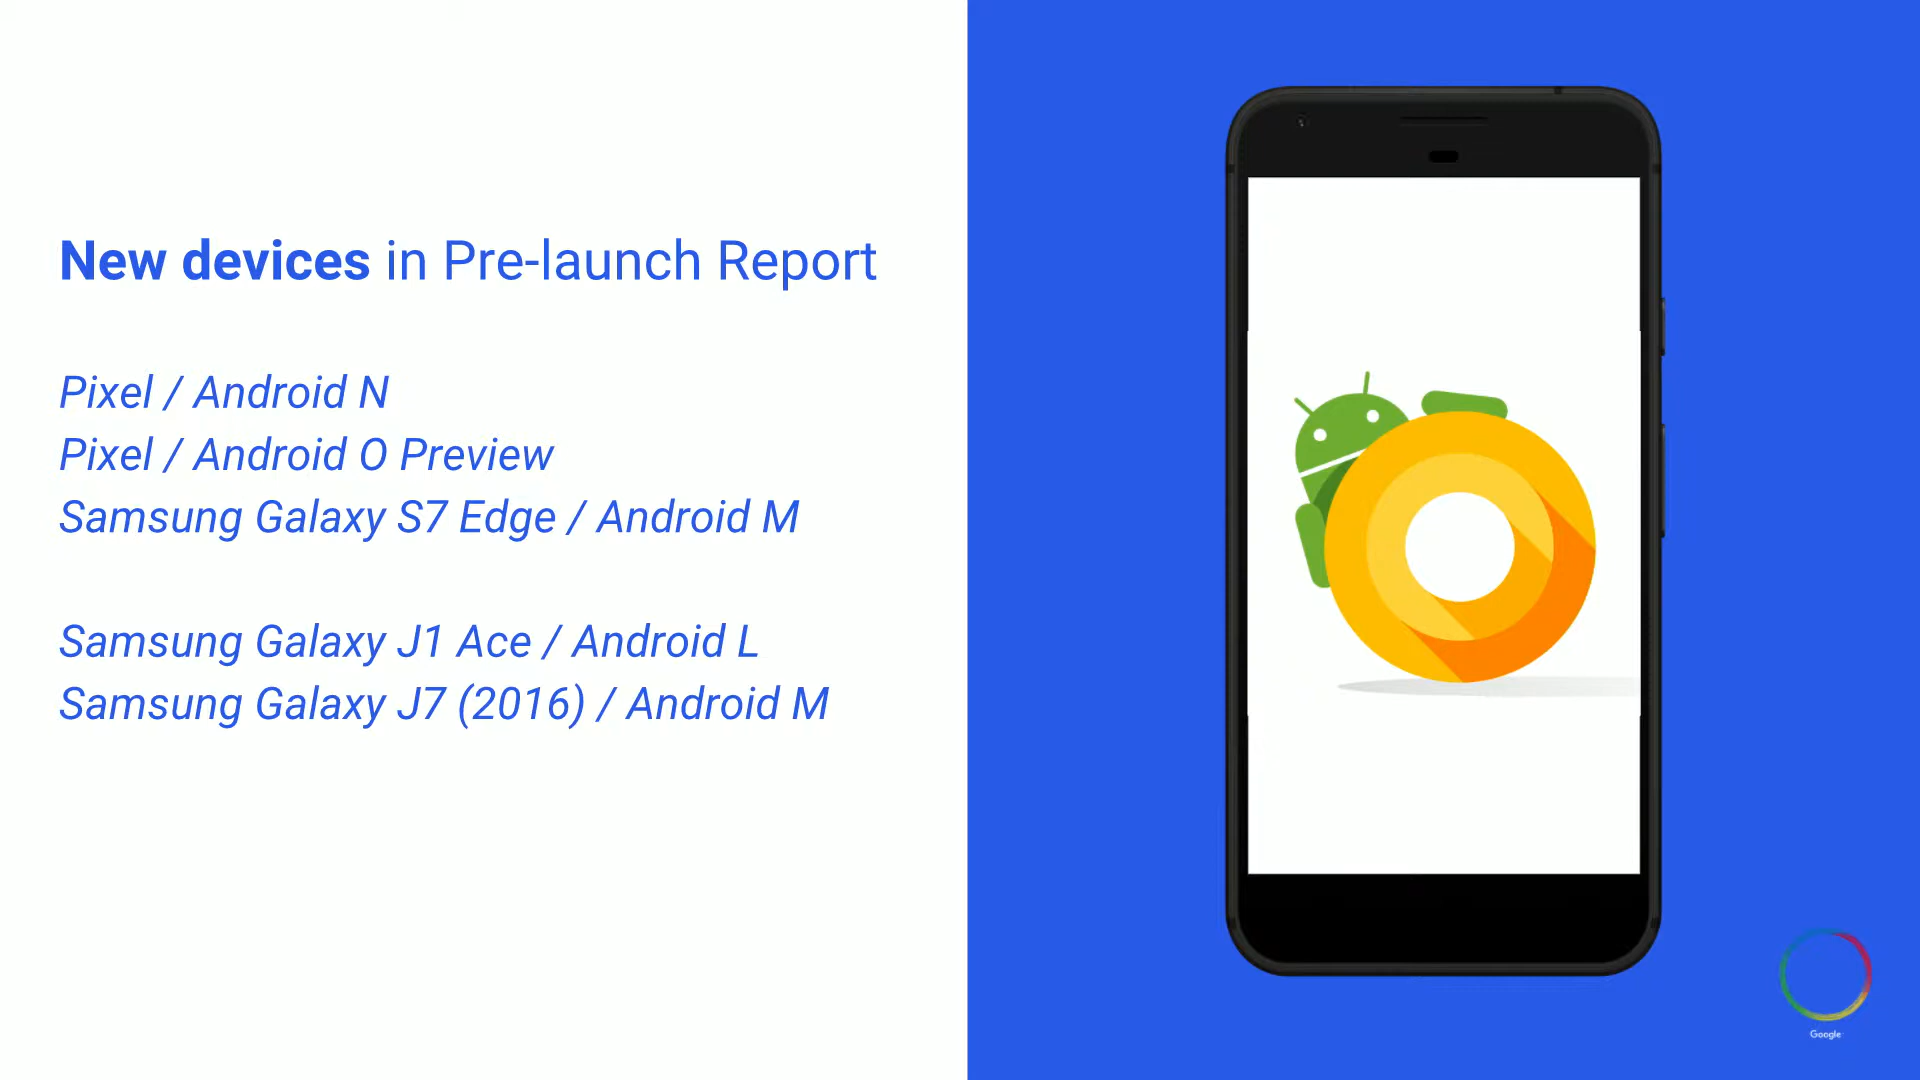 New devices in Pre-launch Report
Pixel / Android N
Pixel / Android O Preview
Samsung Galaxy S7 Edge / Android M
Samsung Galaxy J1 Ace / Android L
Samsung Galaxy J7 (2016) / Android M
Google